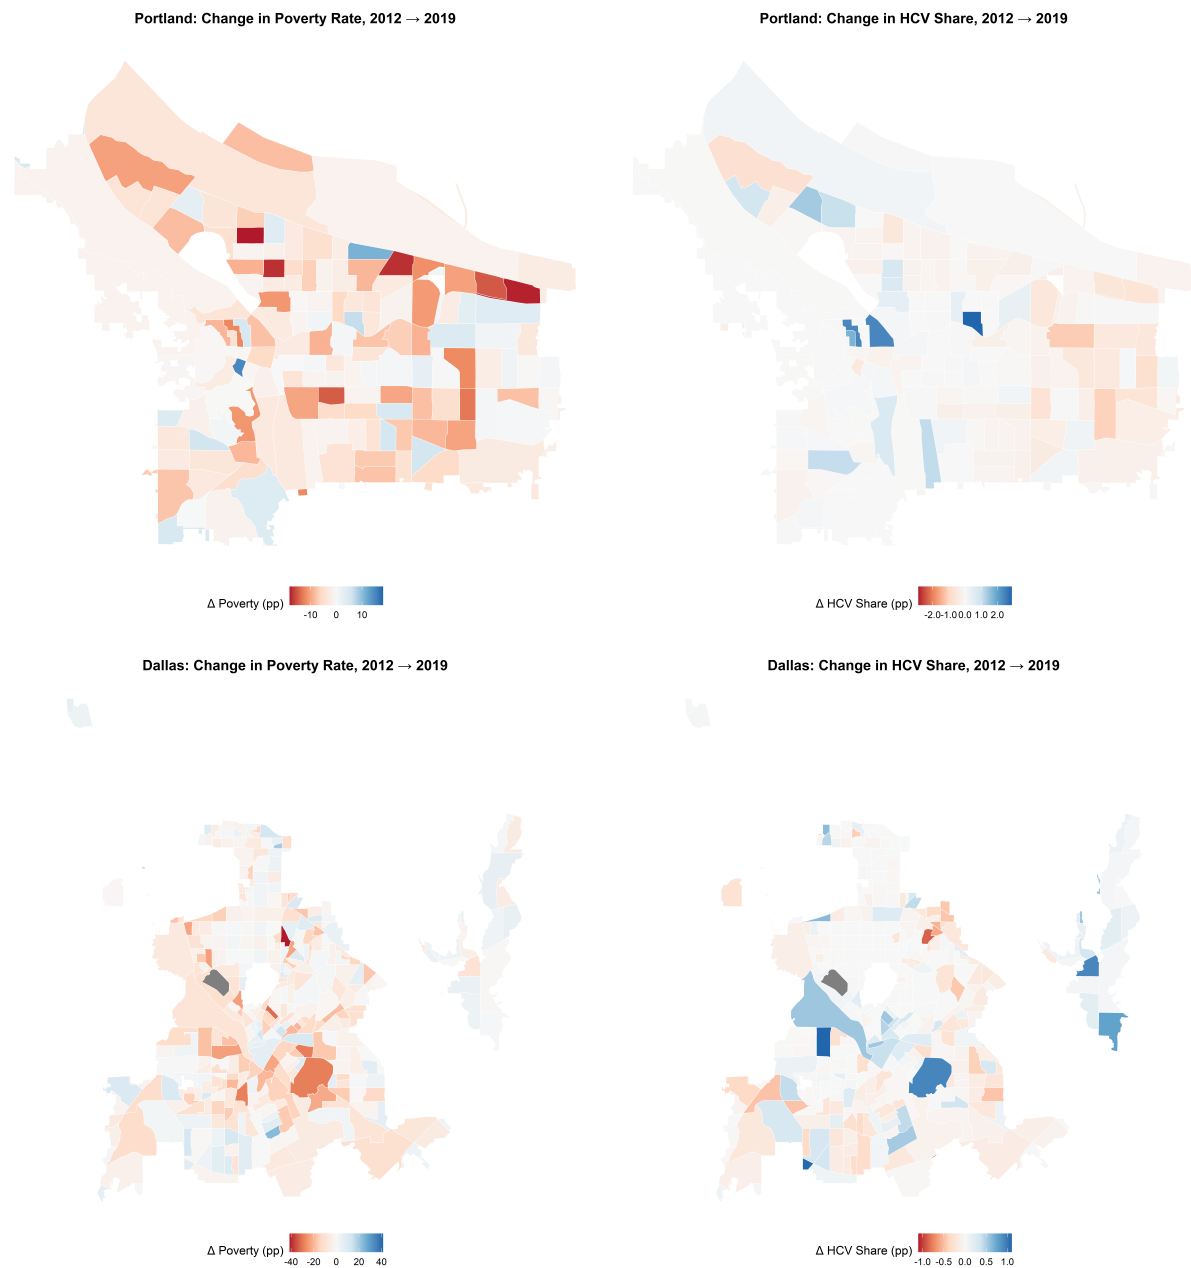 Portland: Change in Poverty Rate, 2012 → 2019
Portland: Change in HCV Share, 2012 → 2019
Δ Poverty (pp)
-10 0 10
Δ HCV Share (pp)
-2.0 -1.0 0.0 1.0 2.0
Dallas: Change in Poverty Rate, 2012 → 2019
Dallas: Change in HCV Share, 2012 → 2019
Δ Poverty (pp)
-40 -20 0 20 40
Δ HCV Share (pp)
-1.0 -0.5 0.0 0.5 1.0